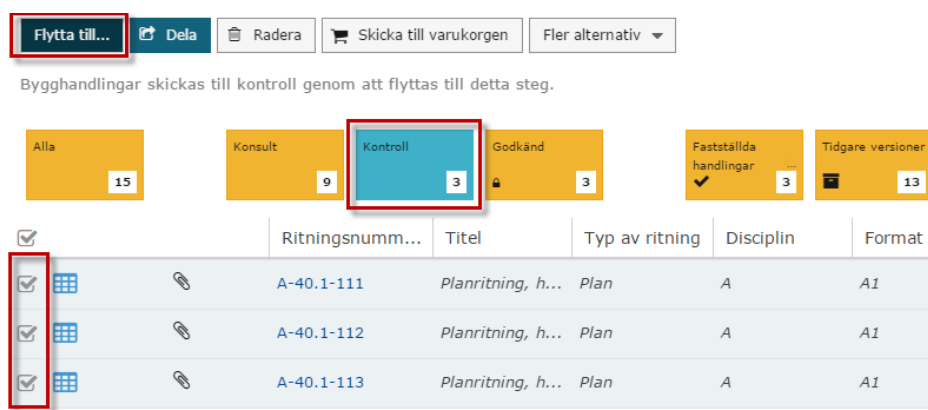 Flytta till... Dela Radera Skicka till varukorgen Fler alternativ
Bygghandlingar skickas till kontroll genom att flyttas till detta steg.
Alla 15
Konsult 9
Kontroll 3
Godkänd 3
Fastställda handlingar ... 3
Tidgare versioner 13
Ritningsnumm... Titel Typ av ritning Disciplin Format
A-40.1-111 Planritning, h... Plan A A1
A-40.1-112 Planritning, h... Plan A A1
A-40.1-113 Planritning, h... Plan A A1